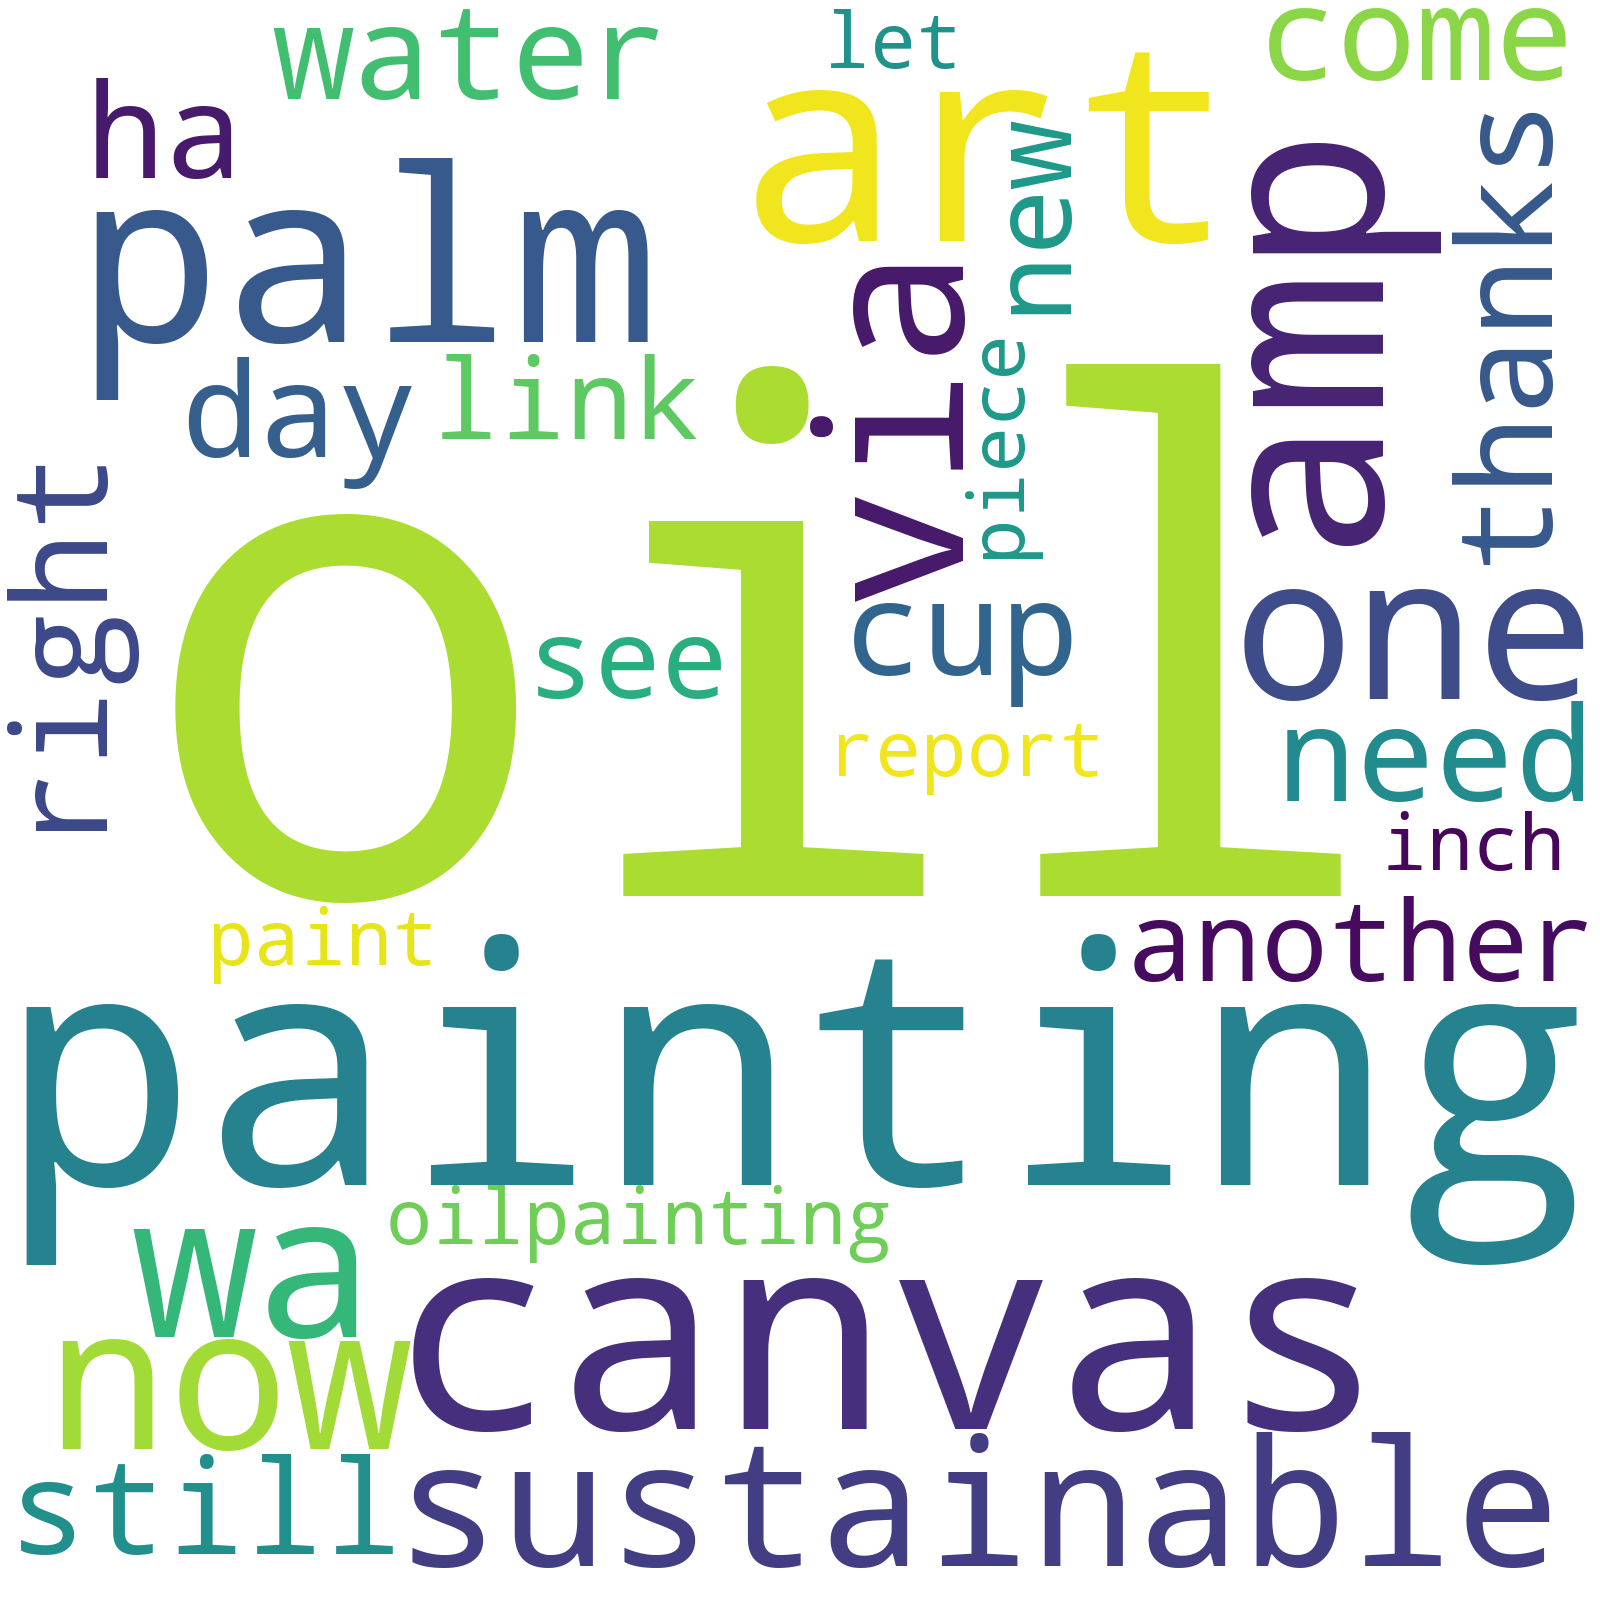 water
let
come
ha
art
palm
new
amp
thanks
via
day
link
piece
right
oil
see
cup
one
report
need
inch
paint
another
painting
oilpainting
wa
canvas
now
still
sustainable